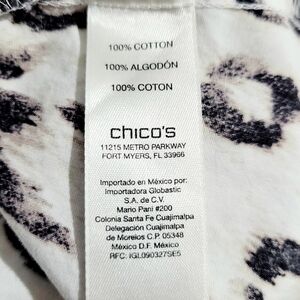 100% COTTON
100% ALGODÓN
100% COTON
chico's
11215 METRO PARKWAY
FORT MYERS, FL 33966
Importado en México por:
Importadora Globastic
S.A. de C.V.
Mario Pani #200
Colonia Santa Fe Cuajimalpa
Delegación Cuajimalpa
de Morelos C.P. 05348
México D.F. México
RFC: IGL090327SE5